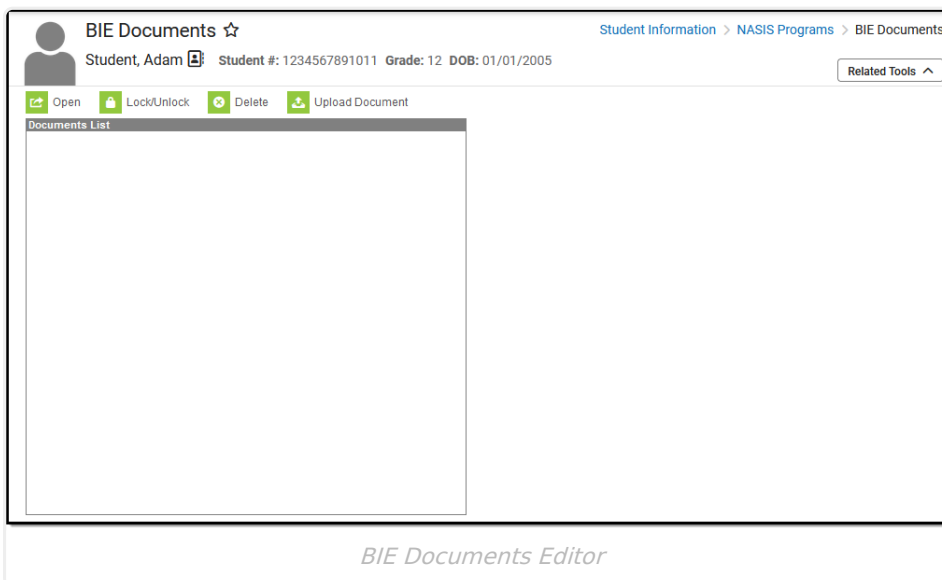 BIE Documents
Student Information > NASIS Programs > BIE Documents
Student, Adam Student #: 1234567891011 Grade: 12 DOB: 01/01/2005
Related Tools
Open Lock/Unlock Delete Upload Document
Documents List
BIE Documents Editor